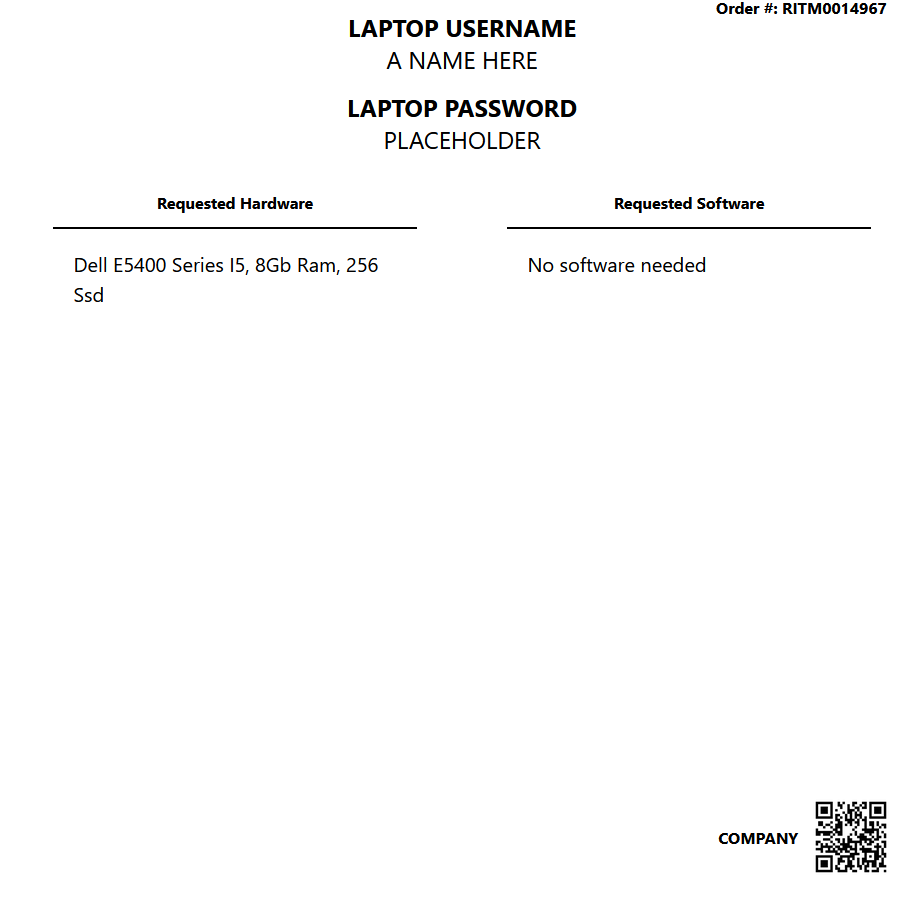 Order #: RITM0014967
LAPTOP USERNAME
A NAME HERE
LAPTOP PASSWORD
PLACEHOLDER
Requested Hardware
Dell E5400 Series I5, 8Gb Ram, 256
Ssd
Requested Software
No software needed
COMPANY